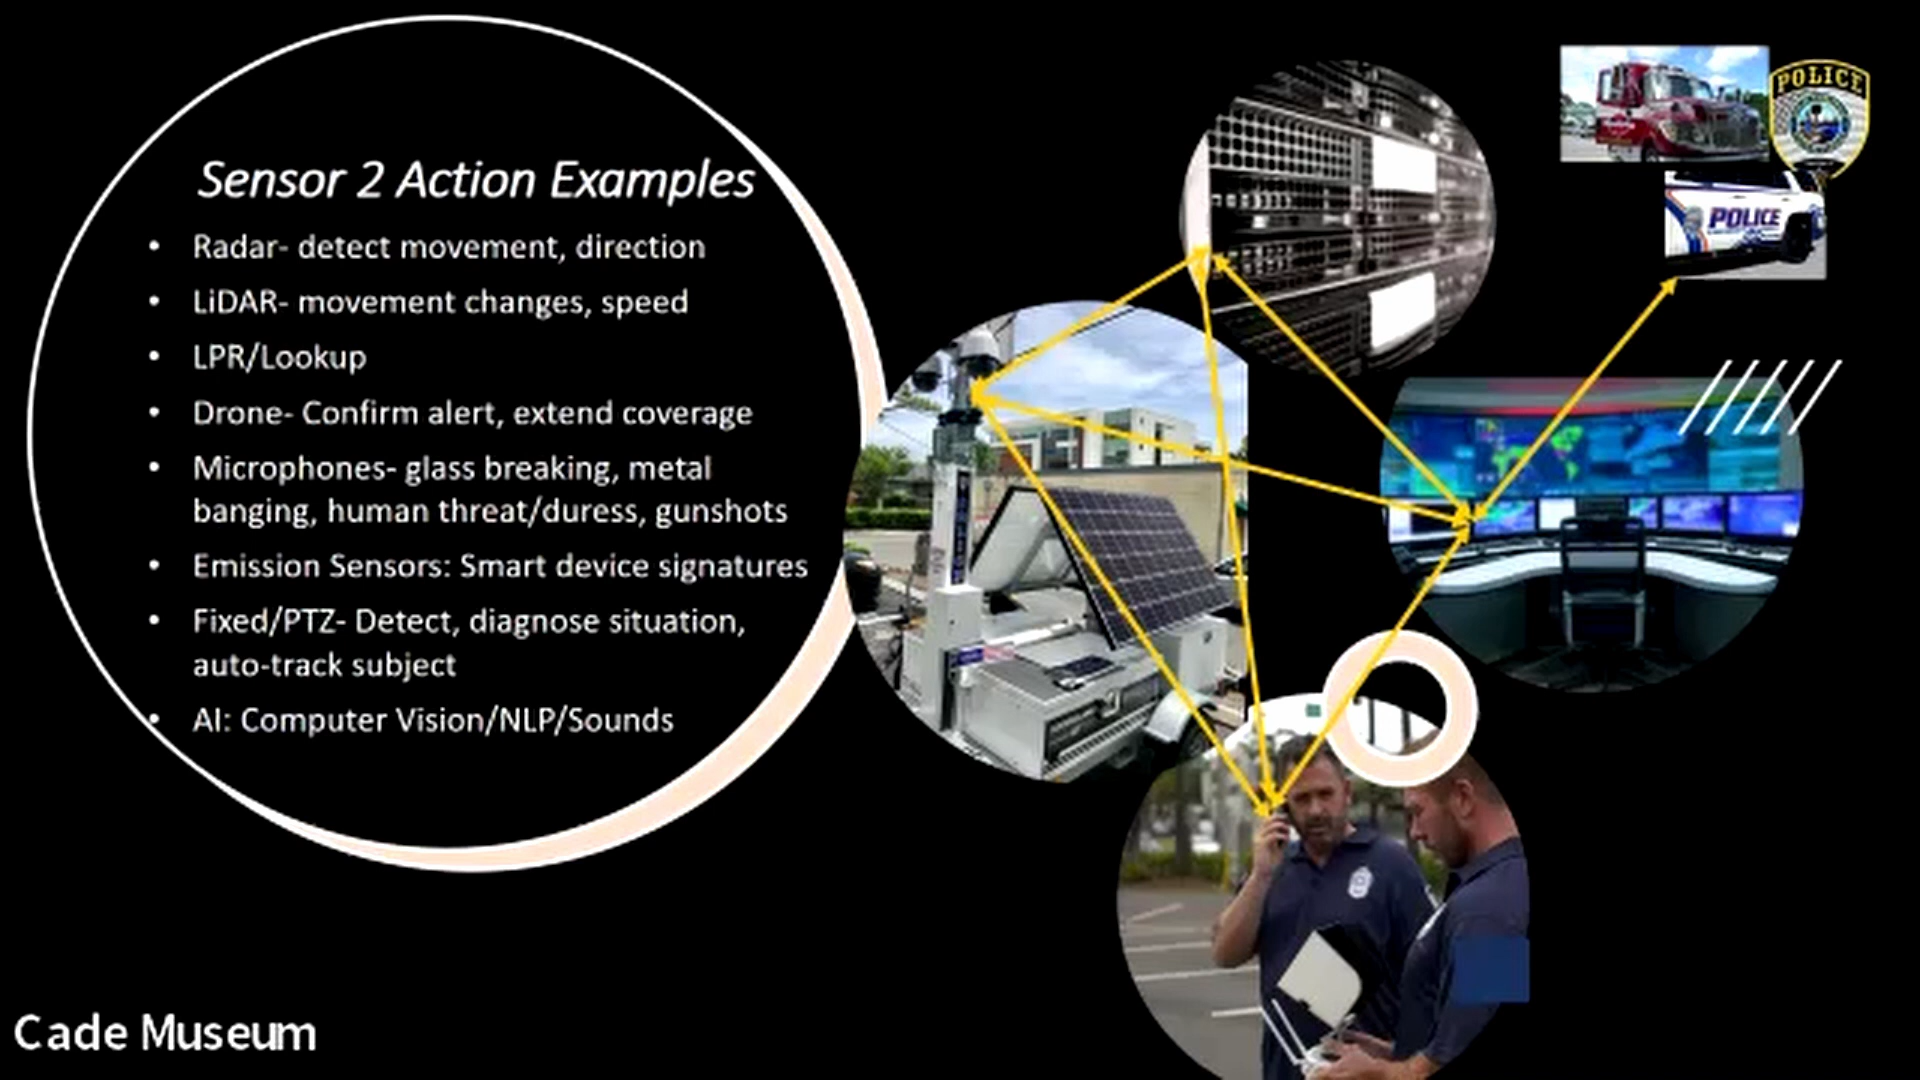 Sensor 2 Action Examples
• Radar- detect movement, direction
• LiDAR- movement changes, speed
• LPR/Lookup
• Drone- Confirm alert, extend coverage
• Microphones- glass breaking, metal
banging, human threat/duress, gunshots
• Emission Sensors: Smart device signatures
• Fixed/PTZ- Detect, diagnose situation,
auto-track subject
• AI: Computer Vision/NLP/Sounds
POLICE
POLICE
Cade Museum